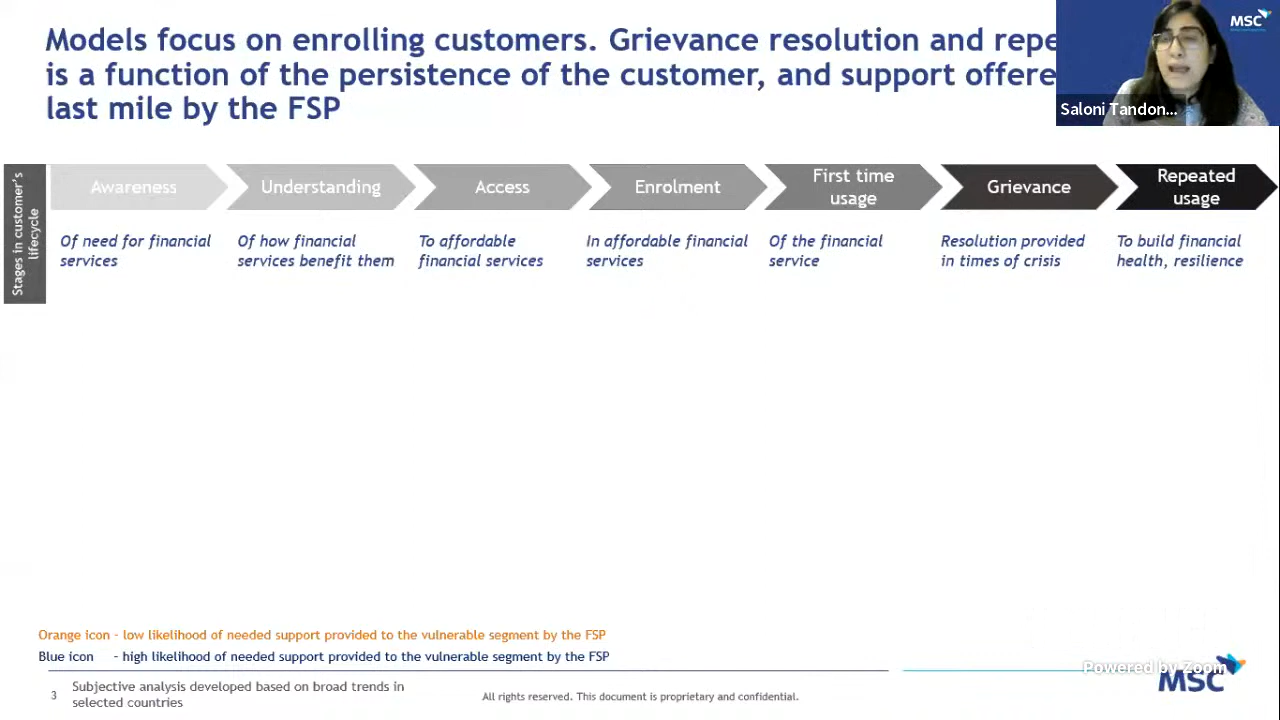 Models focus on enrolling customers. Grievance resolution and repe
is a function of the persistence of the customer, and support offere
last mile by the FSP
MSC
Saloni Tandon...
Stages in customer's
lifecycle
Awareness
Understanding
Access
Enrolment
First time
usage
Grievance
Repeated
usage
Of need for financial
services
Of how financial
services benefit them
To affordable
financial services
In affordable financial
services
Of the financial
service
Resolution provided
in times of crisis
To build financial
health, resilience
Orange icon - low likelihood of needed support provided to the vulnerable segment by the FSP
Blue icon - high likelihood of needed support provided to the vulnerable segment by the FSP
3
Subjective analysis developed based on broad trends in
selected countries
All rights reserved. This document is proprietary and confidential.
Powered by Zoom
MSC